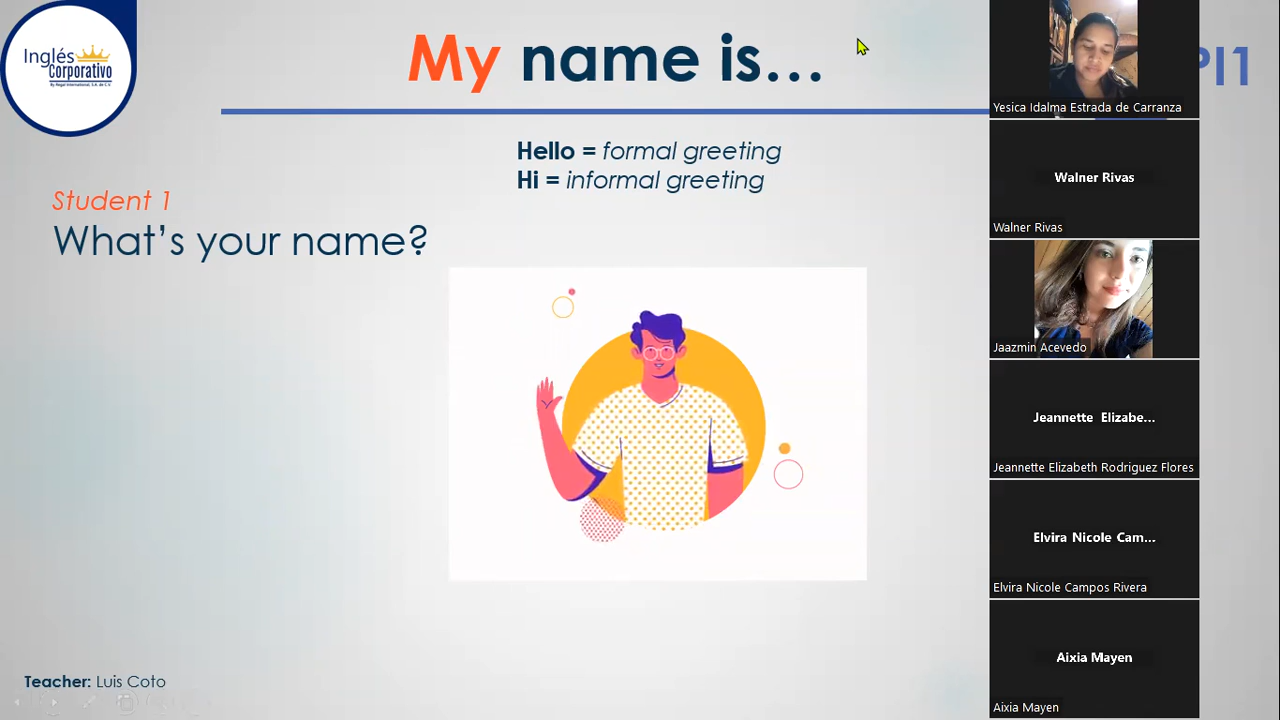 Inglés
Corporativo
By Regal International, S.A. de C.V
My name is...
PI1
Hello = formal greeting
Hi = informal greeting
Student 1
What's your name?
Teacher: Luis Coto
Yesica Idalma Estrada de Carranza
Walner Rivas
Walner Rivas
Jaazmin Acevedo
Jeannette Elizabe...
Jeannette Elizabeth Rodriguez Flores
Elvira Nicole Cam...
Elvira Nicole Campos Rivera
Aixia Mayen
Aixia Mayen